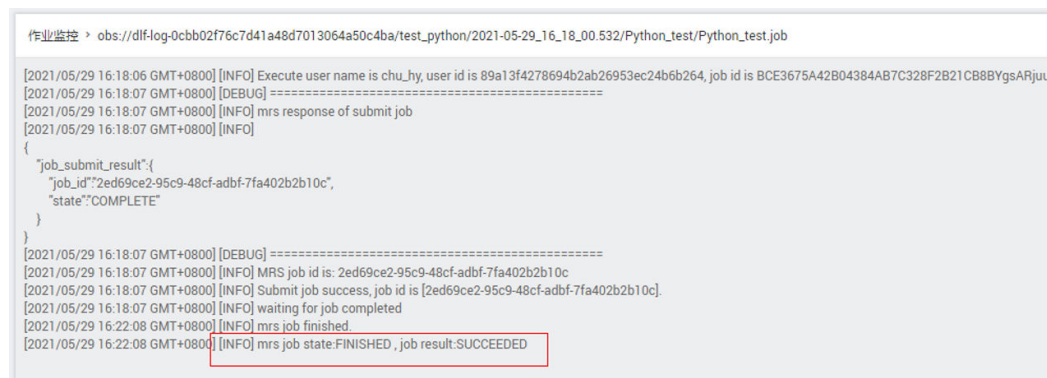 作业监控 > obs://dlf-log-0cbb02f76c7d41a48d7013064a50c4ba/test_python/2021-05-29_16_18_00.532/Python_test/Python_test.job
[2021/05/29 16:18:06 GMT+0800] [INFO] Execute user name is chu_hy, user id is 89a13f4278694b2ab26953ec24b6b264, job id is BCE3675A42B04384AB7C328F2B21CB8BYgsARjuu
[2021/05/29 16:18:07 GMT+0800] [DEBUG] ==============================================
[2021/05/29 16:18:07 GMT+0800] [INFO] mrs response of submit job
[2021/05/29 16:18:07 GMT+0800] [INFO]
{
"job_submit_result":{
"job_id":"2ed69ce2-95c9-48cf-adbf-7fa402b2b10c",
"state":"COMPLETE"
}
}
[2021/05/29 16:18:07 GMT+0800] [DEBUG] ==============================================
[2021/05/29 16:18:07 GMT+0800] [INFO] MRS job id is: 2ed69ce2-95c9-48cf-adbf-7fa402b2b10c
[2021/05/29 16:18:07 GMT+0800] [INFO] Submit job success, job id is [2ed69ce2-95c9-48cf-adbf-7fa402b2b10c].
[2021/05/29 16:18:07 GMT+0800] [INFO] waiting for job completed
[2021/05/29 16:22:08 GMT+0800] [INFO] mrs job finished.
[2021/05/29 16:22:08 GMT+0800] [INFO] mrs job state:FINISHED , job result:SUCCEEDED